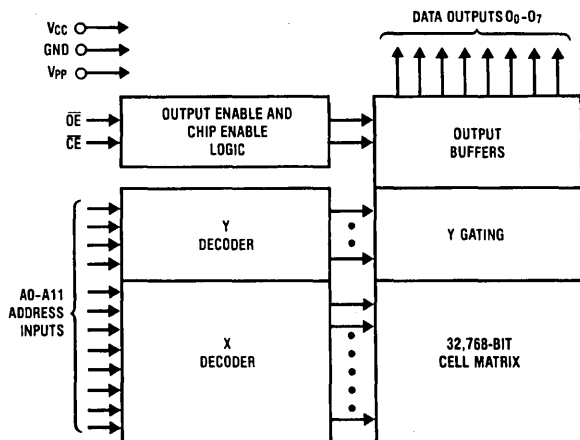 DATA OUTPUTS O0-O7
VCC
GND
VPP
OE
CE
OUTPUT ENABLE AND
CHIP ENABLE
LOGIC
OUTPUT
BUFFERS
Y
DECODER
Y GATING
A0-A11
ADDRESS
INPUTS
X
DECODER
32,768-BIT
CELL MATRIX